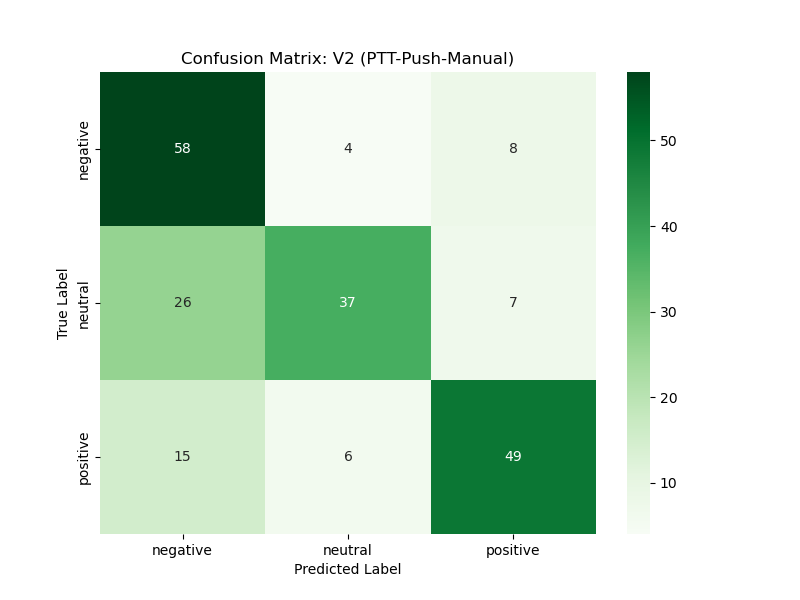 Confusion Matrix: V2 (PTT-Push-Manual)
True Label
negative
58 4 8
neutral
26 37 7
positive
15 6 49
negative neutral positive
Predicted Label
50
40
30
20
10